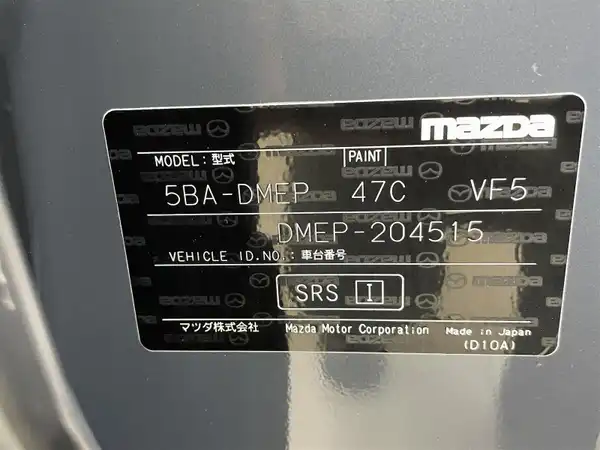 mazda
MODEL:型式 PAINT
5BA-DMEP 47C VF5
DMEP-204515
VEHICLE ID.NO.:車台番号
SRS I
マツダ株式会社 Mazda Motor Corporation Made in Japan
(D10A)